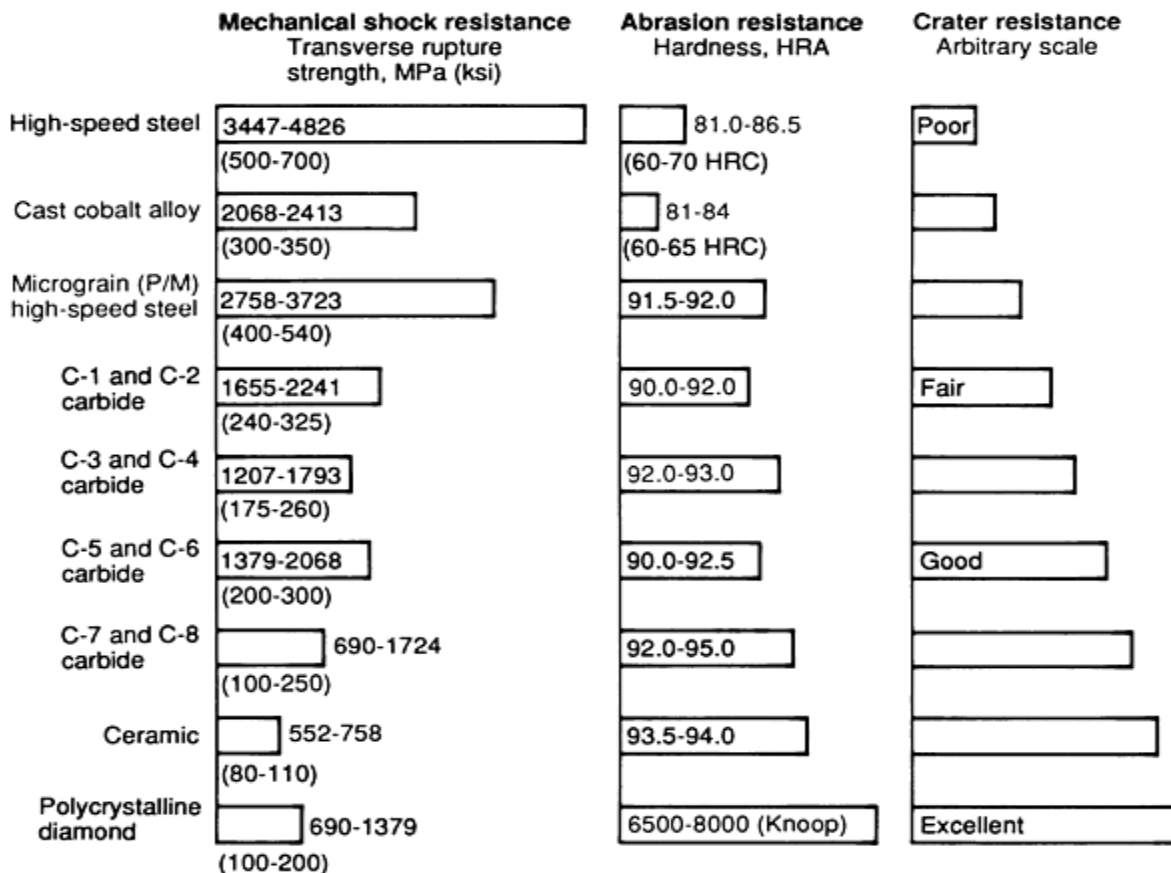 Mechanical shock resistance Abrasion resistance Crater resistance
Transverse rupture Hardness, HRA Arbitrary scale
strength, MPa (ksi)
High-speed steel 3447-4826 81.0-86.5 Poor
(500-700) (60-70 HRC)
Cast cobalt alloy 2068-2413 81-84
(300-350) (60-65 HRC)
Micrograin (P/M)
high-speed steel 2758-3723 91.5-92.0
(400-540)
C-1 and C-2
carbide 1655-2241 90.0-92.0 Fair
(240-325)
C-3 and C-4
carbide 1207-1793 92.0-93.0
(175-260)
C-5 and C-6
carbide 1379-2068 90.0-92.5 Good
(200-300)
C-7 and C-8
carbide 690-1724 92.0-95.0
(100-250)
Ceramic 552-758 93.5-94.0
(80-110)
Polycrystalline
diamond 690-1379 6500-8000 (Knoop) Excellent
(100-200)